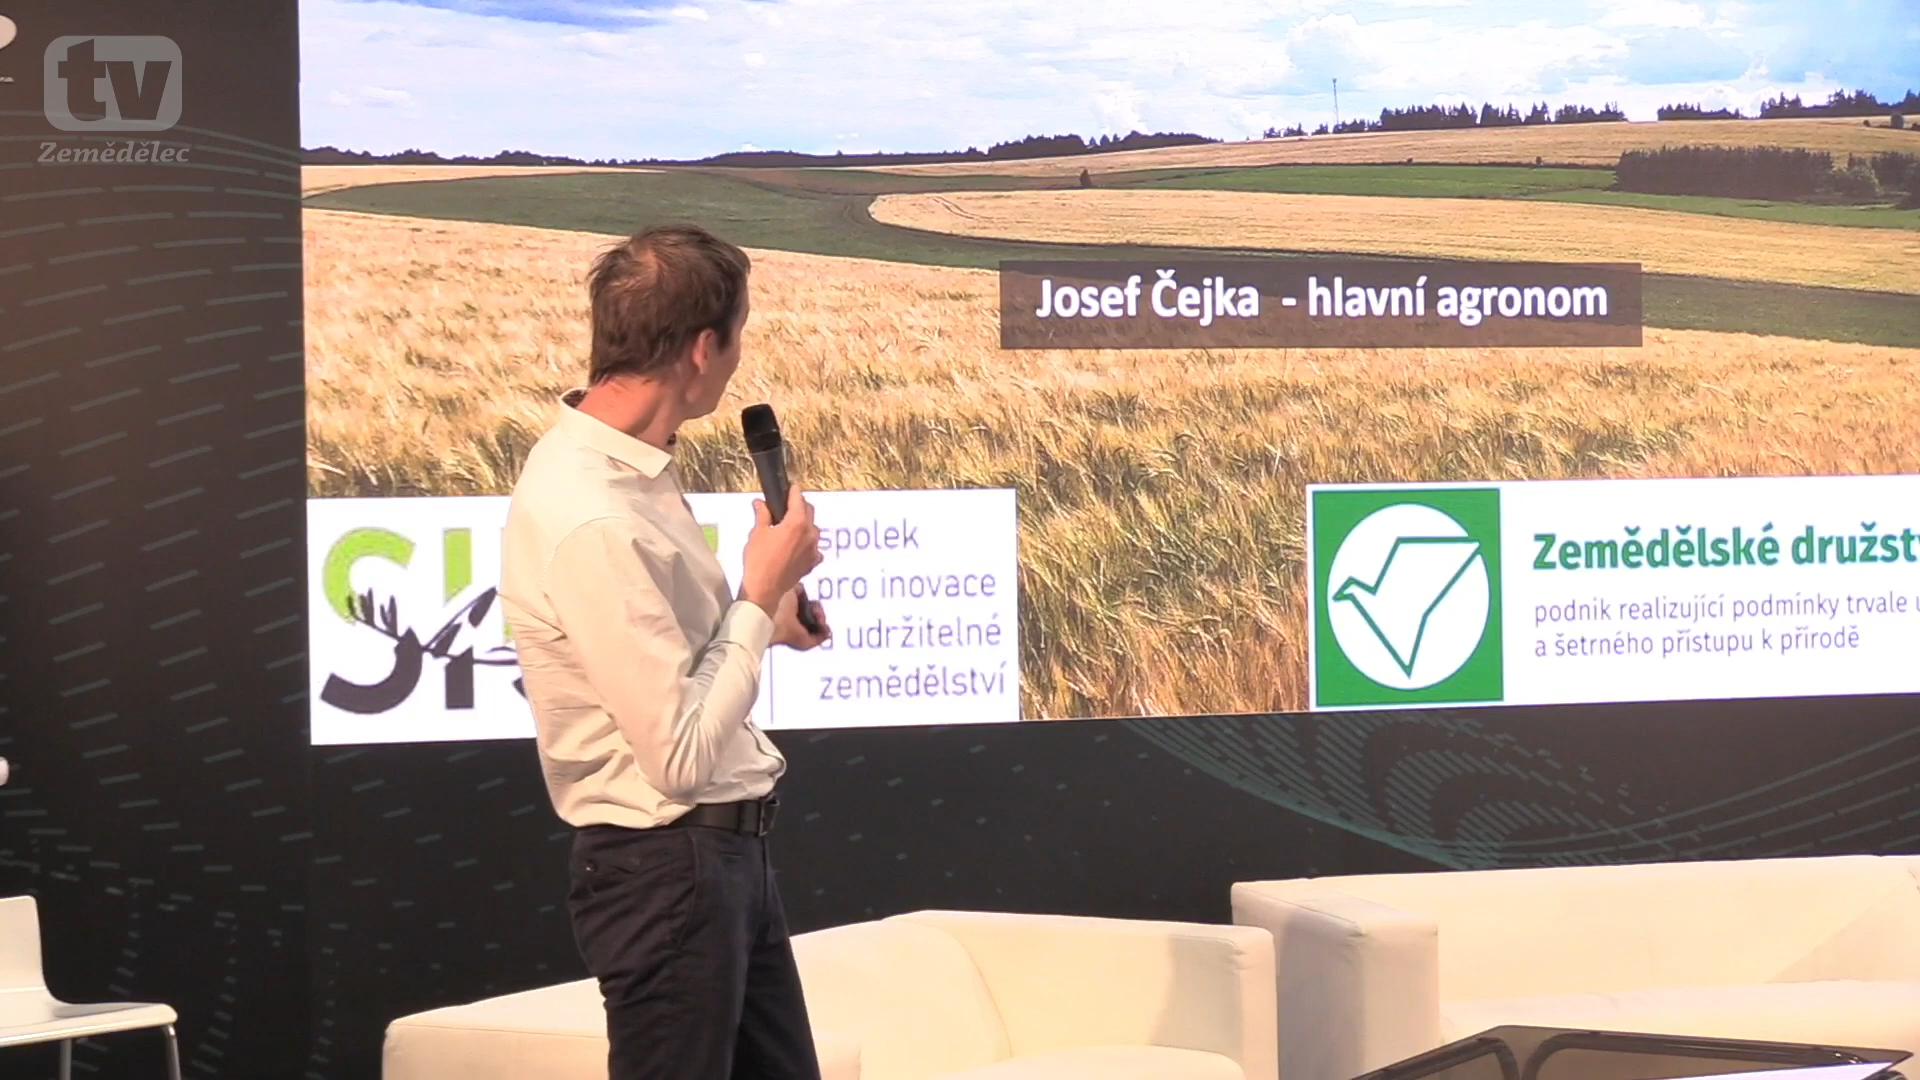 tv
Zemědělec
Josef Čejka - hlavní agronom
spolek
pro inovace
a udržitelné
zemědělství
Zemědělské
podnik realizující podmínky trvale
a šetrného přístupu k přírodě